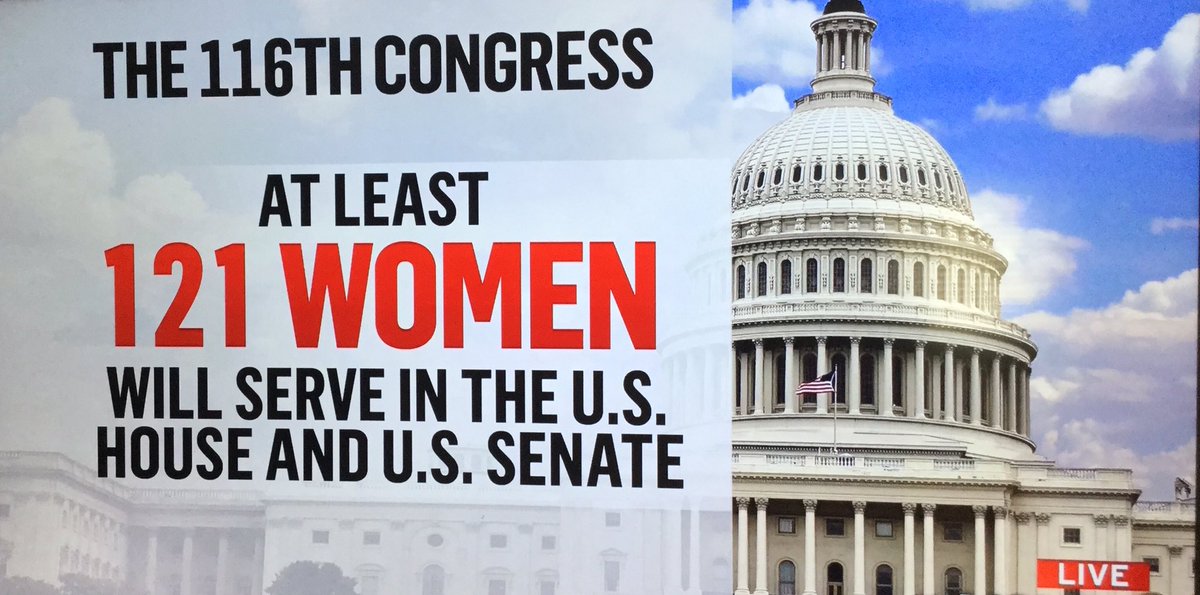 THE 116TH CONGRESS
AT LEAST
121 WOMEN
WILL SERVE IN THE U.S.
HOUSE AND U.S. SENATE
LIVE